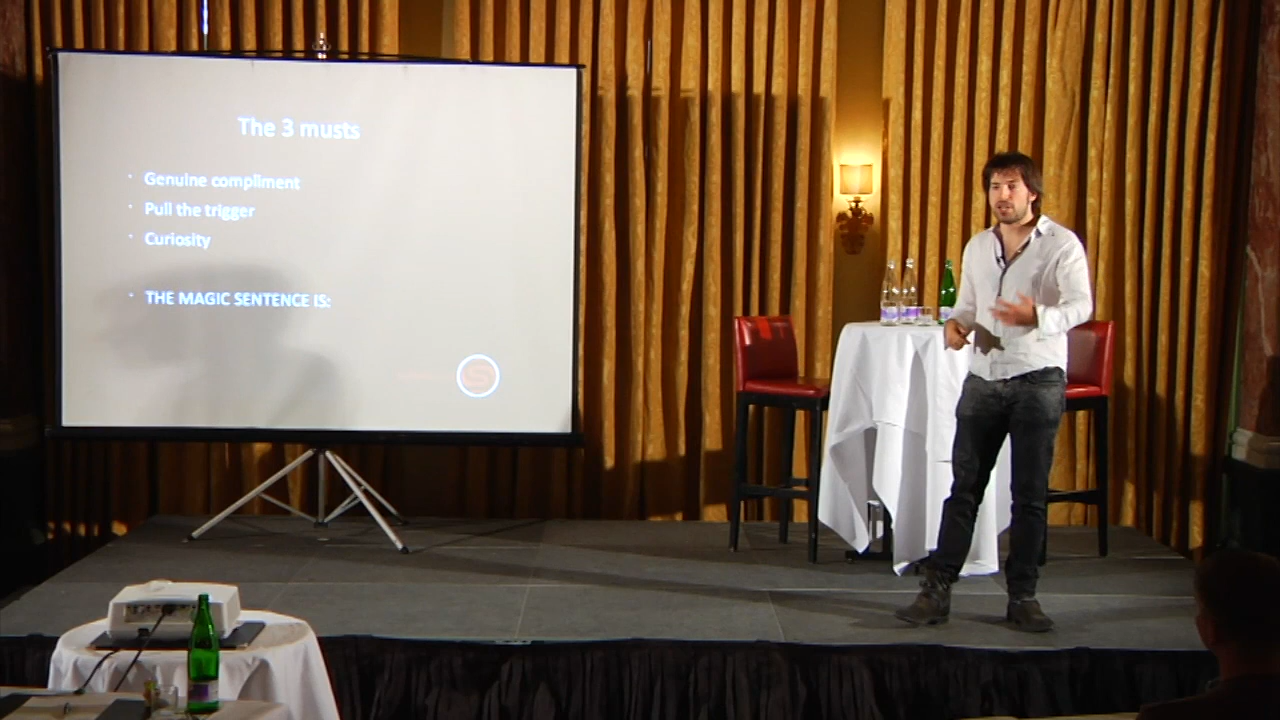 The 3 musts
Genuine compliment
Pull the trigger
Curiosity
THE MAGIC SENTENCE IS: